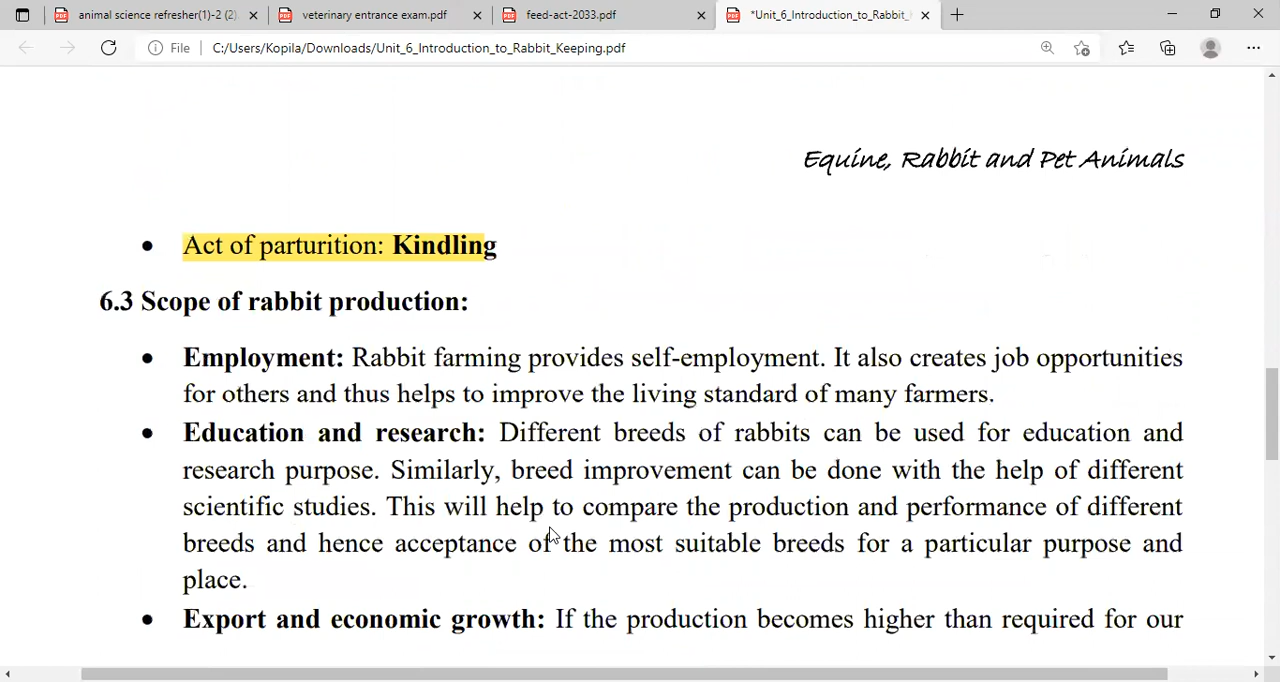 animal science refresher(1)-2 (2)
veterinary entrance exam.pdf
feed-act-2033.pdf
*Unit_6_Introduction_to_Rabbit_
File
C:/Users/Kopila/Downloads/Unit_6_Introduction_to_Rabbit_Keeping.pdf
Equine, Rabbit and Pet Animals
• Act of parturition: Kindling
6.3 Scope of rabbit production:
• Employment: Rabbit farming provides self-employment. It also creates job opportunities
for others and thus helps to improve the living standard of many farmers.
• Education and research: Different breeds of rabbits can be used for education and
research purpose. Similarly, breed improvement can be done with the help of different
scientific studies. This will help to compare the production and performance of different
breeds and hence acceptance of the most suitable breeds for a particular purpose and
place.
• Export and economic growth: If the production becomes higher than required for our